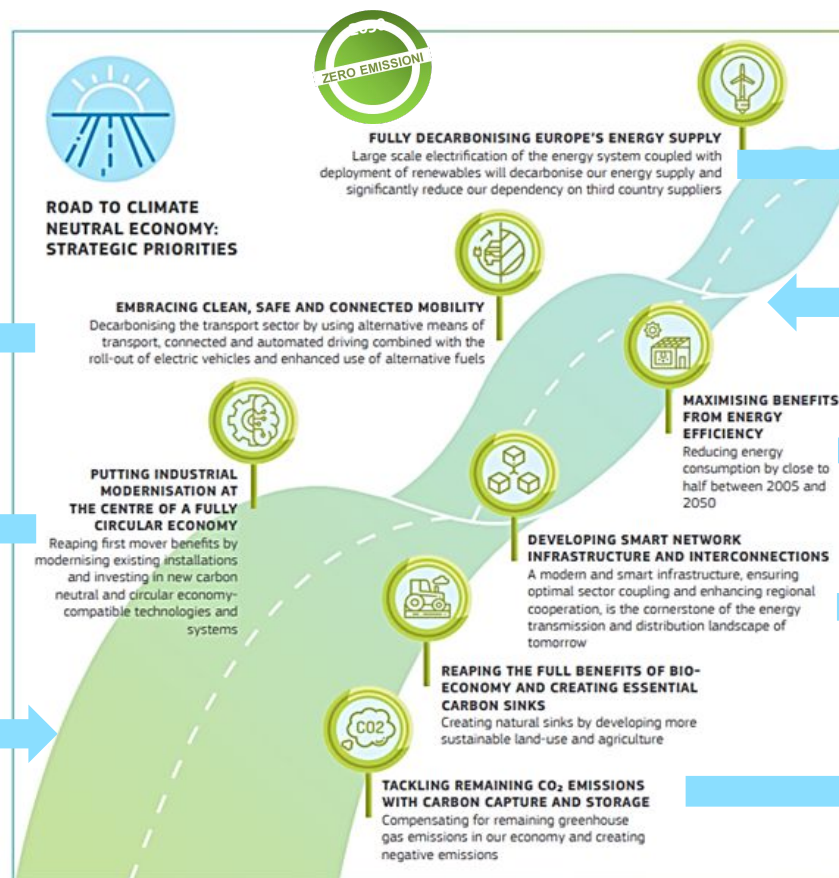 ZERO EMISSIONI
FULLY DECARBONISING EUROPE'S ENERGY SUPPLY
Large scale electrification of the energy system coupled with
deployment of renewables will decarbonise our energy supply and
significantly reduce our dependency on third country suppliers
ROAD TO CLIMATE
NEUTRAL ECONOMY:
STRATEGIC PRIORITIES
EMBRACING CLEAN, SAFE AND CONNECTED MOBILITY
Decarbonising the transport sector by using alternative means of
transport, connected and automated driving combined with the
roll-out of electric vehicles and enhanced use of alternative fuels
MAXIMISING BENEFITS
FROM ENERGY
EFFICIENCY
Reducing energy
consumption by close to
half between 2005 and
2050
PUTTING INDUSTRIAL
MODERNISATION AT
THE CENTRE OF A FULLY
CIRCULAR ECONOMY
Reaping first mover benefits by
modernising existing installations
and investing in new carbon
neutral and circular economy-
compatible technologies and
systems
DEVELOPING SMART NETWORK
INFRASTRUCTURE AND INTERCONNECTIONS
A modern and smart infrastructure, ensuring
optimal sector coupling and enhancing regional
cooperation, is the cornerstone of the energy
transmission and distribution landscape of
tomorrow
REAPING THE FULL BENEFITS OF BIO-
ECONOMY AND CREATING ESSENTIAL
CARBON SINKS
Creating natural sinks by developing more
sustainable land-use and agriculture
CO2
TACKLING REMAINING CO₂ EMISSIONS
WITH CARBON CAPTURE AND STORAGE
Compensating for remaining greenhouse
gas emissions in our economy and creating
negative emissions